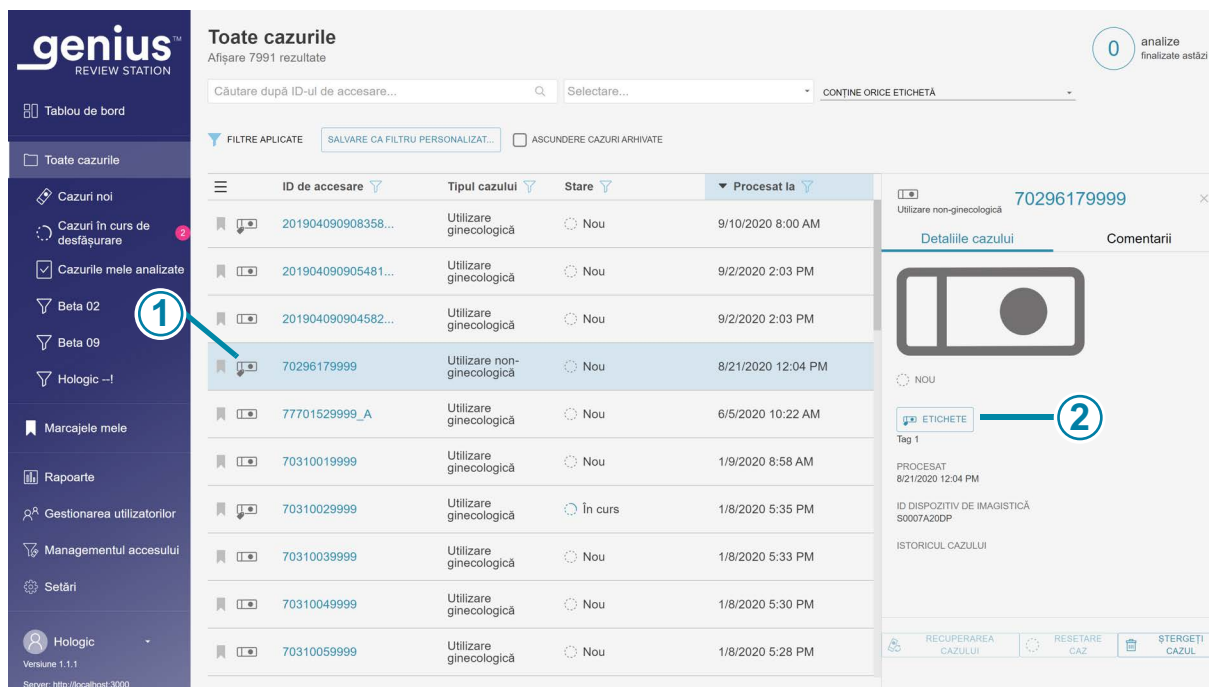 genius™
REVIEW STATION
Tablou de bord
Toate cazurile
Cazuri noi
Cazuri în curs de
desfășurare
2
Cazurile mele analizate
Beta 02
Beta 09
Hologic --!
Marcajele mele
Rapoarte
Gestionarea utilizatorilor
Managementul accesului
Setări
Hologic
Versiune 1.1.1
Server: http://localhost:3000
1
Toate cazurile
Afișare 7991 rezultate
0
analize
finalizate astăzi
Căutare după ID-ul de accesare...
Selectare...
CONȚINE ORICE ETICHETĂ
FILTRE APLICATE
SALVARE CA FILTRU PERSONALIZAT...
ASCUNDERE CAZURI ARHIVATE
ID de accesare Tipul cazului Stare Procesat la
201904090908358... Utilizare ginecologică Nou 9/10/2020 8:00 AM
201904090905481... Utilizare ginecologică Nou 9/2/2020 2:03 PM
201904090904582... Utilizare ginecologică Nou 9/2/2020 2:03 PM
70296179999 Utilizare non-ginecologică Nou 8/21/2020 12:04 PM
77701529999_A Utilizare ginecologică Nou 6/5/2020 10:22 AM
70310019999 Utilizare ginecologică Nou 1/9/2020 8:58 AM
70310029999 Utilizare ginecologică În curs 1/8/2020 5:35 PM
70310039999 Utilizare ginecologică Nou 1/8/2020 5:33 PM
70310049999 Utilizare ginecologică Nou 1/8/2020 5:30 PM
70310059999 Utilizare ginecologică Nou 1/8/2020 5:28 PM
Utilizare non-ginecologică
70296179999
×
Detaliile cazului
Comentarii
NOU
ETICHETE
2
Tag 1
PROCESAT
8/21/2020 12:04 PM
ID DISPOZITIV DE IMAGISTICĂ
S0007A20DP
ISTORICUL CAZULUI
RECUPERAREA
CAZULUI
RESETARE
CAZ
ȘTERGEȚI
CAZUL